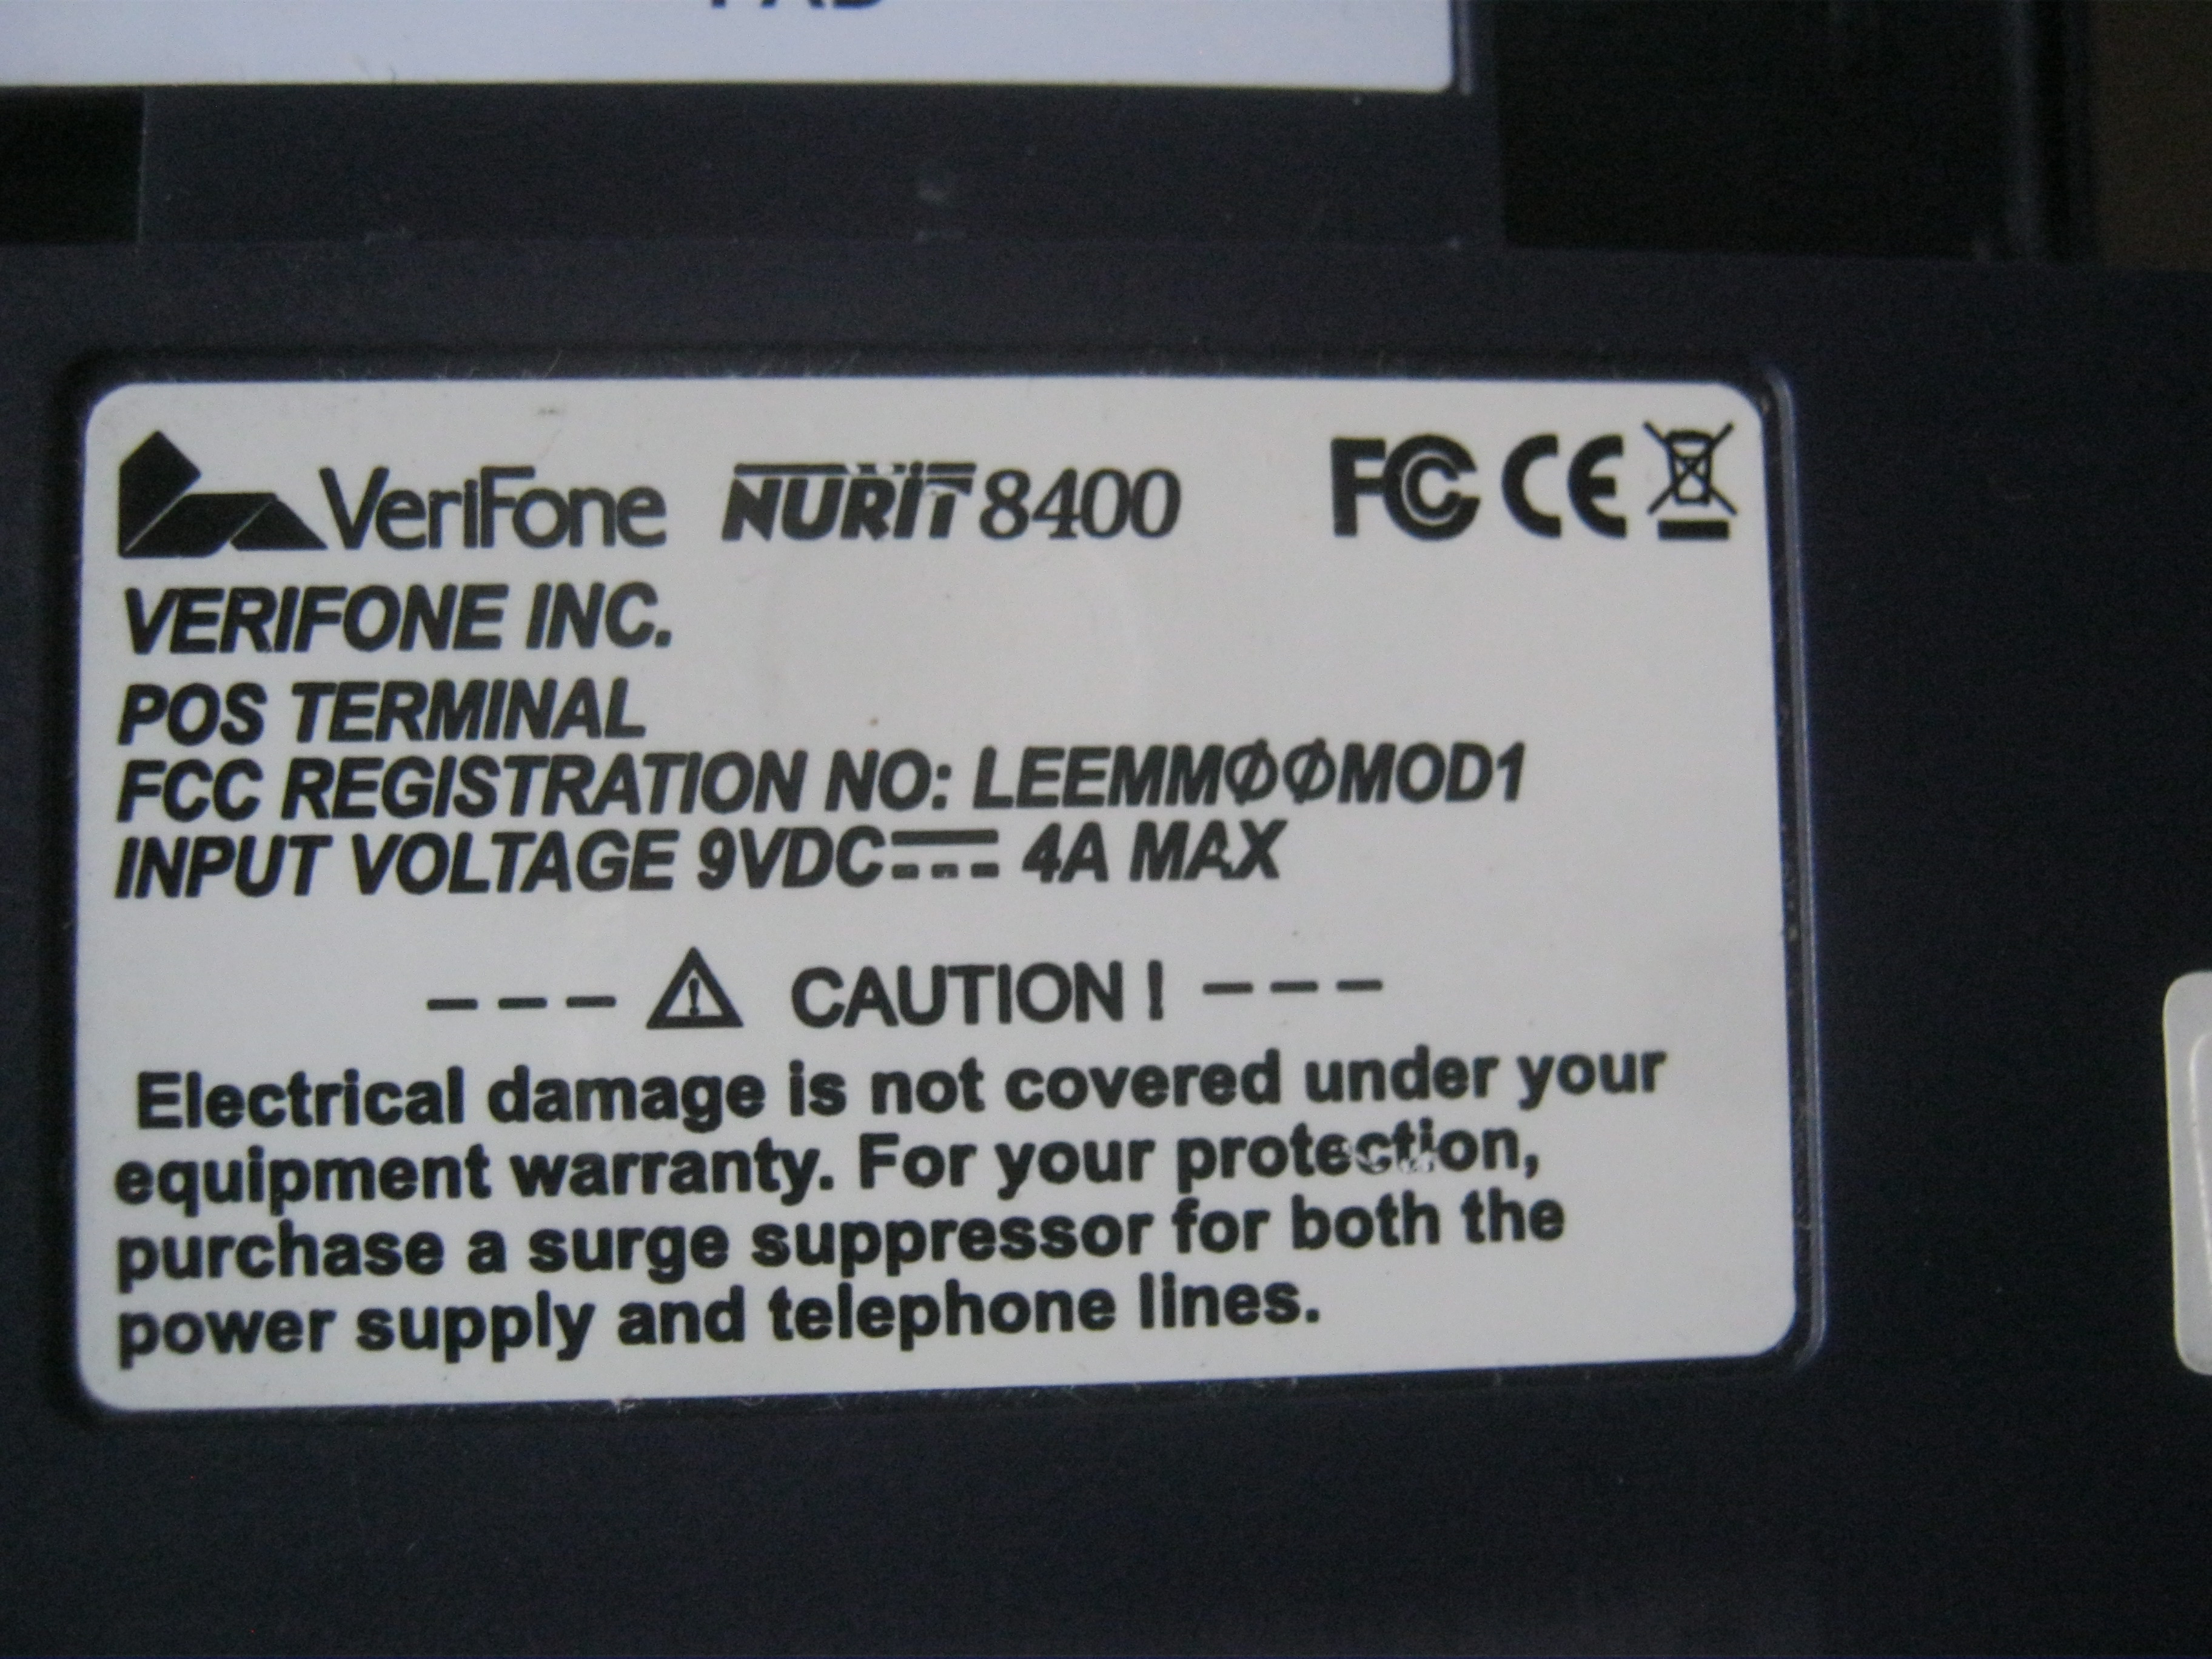 VeriFone NURIT 8400 FC CE
VERIFONE INC.
POS TERMINAL
FCC REGISTRATION NO: LEEMMØØMOD1
INPUT VOLTAGE 9VDC⎓ 4A MAX
--- ⚠ CAUTION! ---
Electrical damage is not covered under your
equipment warranty. For your protection,
purchase a surge suppressor for both the
power supply and telephone lines.